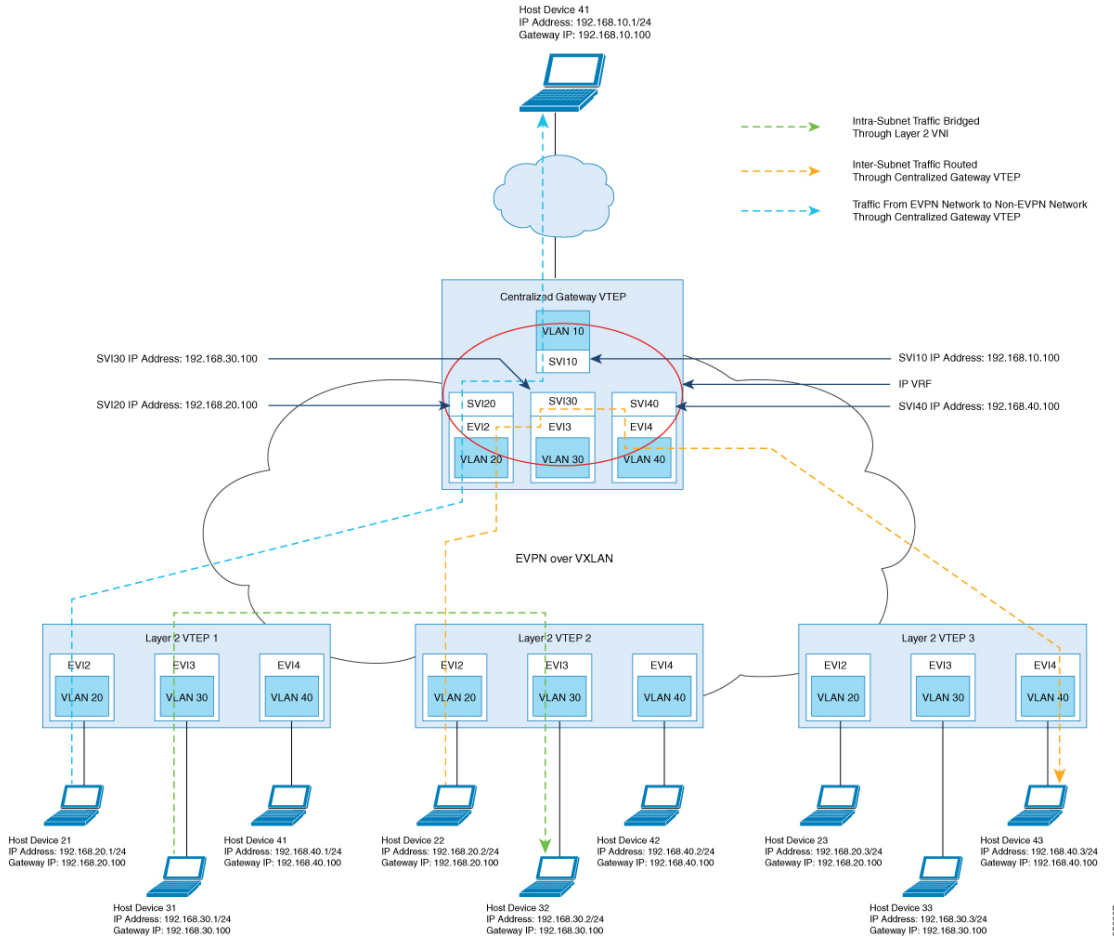 Host Device 41
IP Address: 192.168.10.1/24
Gateway IP: 192.168.10.100
Intra-Subnet Traffic Bridged
Through Layer 2 VNI
Inter-Subnet Traffic Routed
Through Centralized Gateway VTEP
Traffic From EVPN Network to Non-EVPN Network
Through Centralized Gateway VTEP
Centralized Gateway VTEP
VLAN 10
SVI10
SVI30 IP Address: 192.168.30.100
SVI10 IP Address: 192.168.10.100
IP VRF
SVI20 IP Address: 192.168.20.100
SVI40 IP Address: 192.168.40.100
SVI20
EVI2
VLAN 20
SVI30
EVI3
VLAN 30
SVI40
EVI4
VLAN 40
EVPN over VXLAN
Layer 2 VTEP 1
EVI2
VLAN 20
EVI3
VLAN 30
EVI4
VLAN 40
Layer 2 VTEP 2
EVI2
VLAN 20
EVI3
VLAN 30
EVI4
VLAN 40
Layer 2 VTEP 3
EVI2
VLAN 20
EVI3
VLAN 30
EVI4
VLAN 40
Host Device 21
IP Address: 192.168.20.1/24
Gateway IP: 192.168.20.100
Host Device 41
IP Address: 192.168.40.1/24
Gateway IP: 192.168.40.100
Host Device 22
IP Address: 192.168.20.2/24
Gateway IP: 192.168.20.100
Host Device 42
IP Address: 192.168.40.2/24
Gateway IP: 192.168.40.100
Host Device 23
IP Address: 192.168.20.3/24
Gateway IP: 192.168.20.100
Host Device 43
IP Address: 192.168.40.3/24
Gateway IP: 192.168.40.100
Host Device 31
IP Address: 192.168.30.1/24
Gateway IP: 192.168.30.100
Host Device 32
IP Address: 192.168.30.2/24
Gateway IP: 192.168.30.100
Host Device 33
IP Address: 192.168.30.3/24
Gateway IP: 192.168.30.100